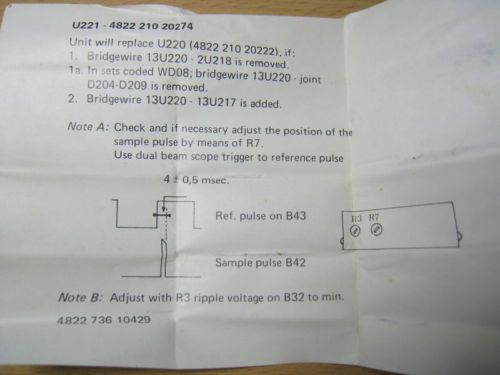 U221 - 4822 210 20274
Unit will replace U220 (4822 210 20222), if:
1. Bridgewire 13U220 - 2U218 is removed.
1a. In sets coded WD08; bridgewire 13U220 - joint
D204-D209 is removed.
2. Bridgewire 13U220 - 13U217 is added.
Note A: Check and if necessary adjust the position of the
sample pulse by means of R7.
Use dual beam scope trigger to reference pulse
4 ± 0,5 msec.
Ref. pulse on B43
R3 R7
Sample pulse B42
Note B: Adjust with R3 ripple voltage on B32 to min.
4822 736 10429